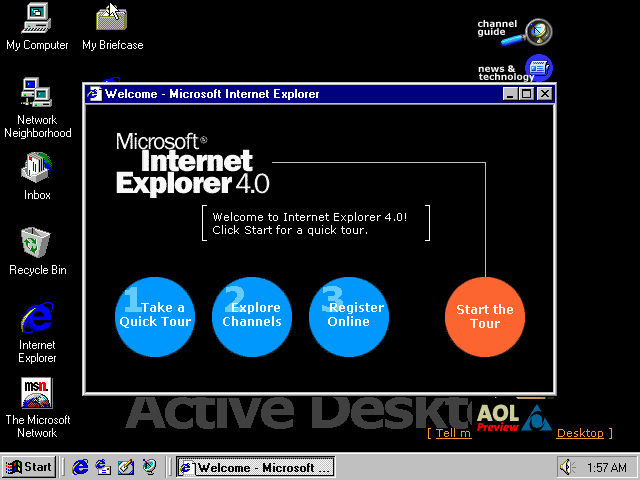 My Computer
My Briefcase
channel
guide
news &
technology
Network
Neighborhood
Inbox
Recycle Bin
Internet
Explorer
msn.
The Microsoft
Network
Welcome - Microsoft Internet Explorer
Microsoft®
Internet
Explorer 4.0
Welcome to Internet Explorer 4.0!
Click Start for a quick tour.
1 Take a
Quick Tour
2 Explore
Channels
3 Register
Online
Start the
Tour
Active Deskt
AOL
Preview
[ Tell m
Desktop ]
Start
Welcome - Microsoft ...
1:57 AM